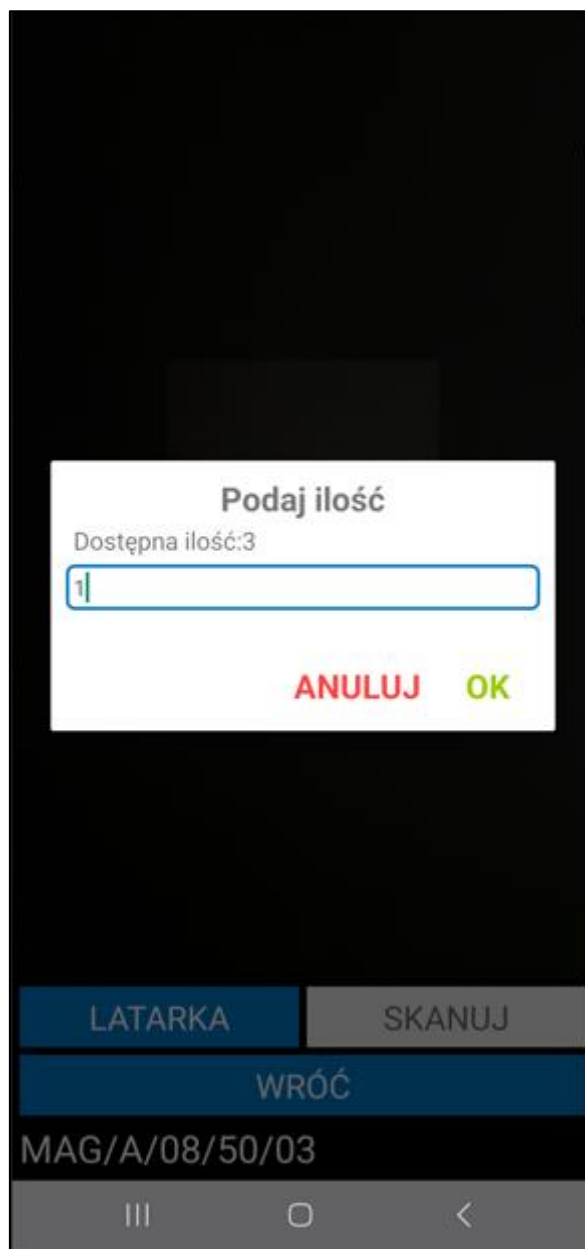 Podaj ilość
Dostępna ilość:3
1
ANULUJ OK
LATARKA SKANUJ
WRÓĆ
MAG/A/08/50/03